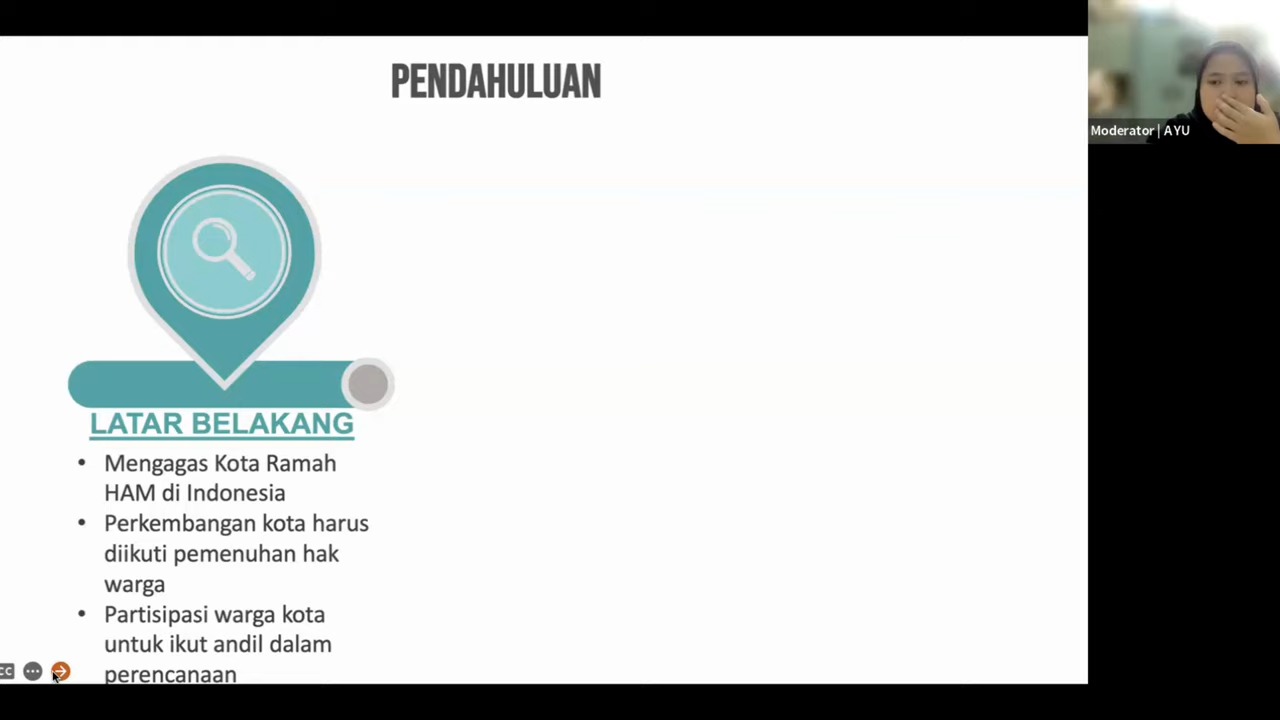 PENDAHULUAN
Moderator | AYU
LATAR BELAKANG
• Mengagas Kota Ramah
HAM di Indonesia
• Perkembangan kota harus
diikuti pemenuhan hak
warga
• Partisipasi warga kota
untuk ikut andil dalam
perencanaan
CC